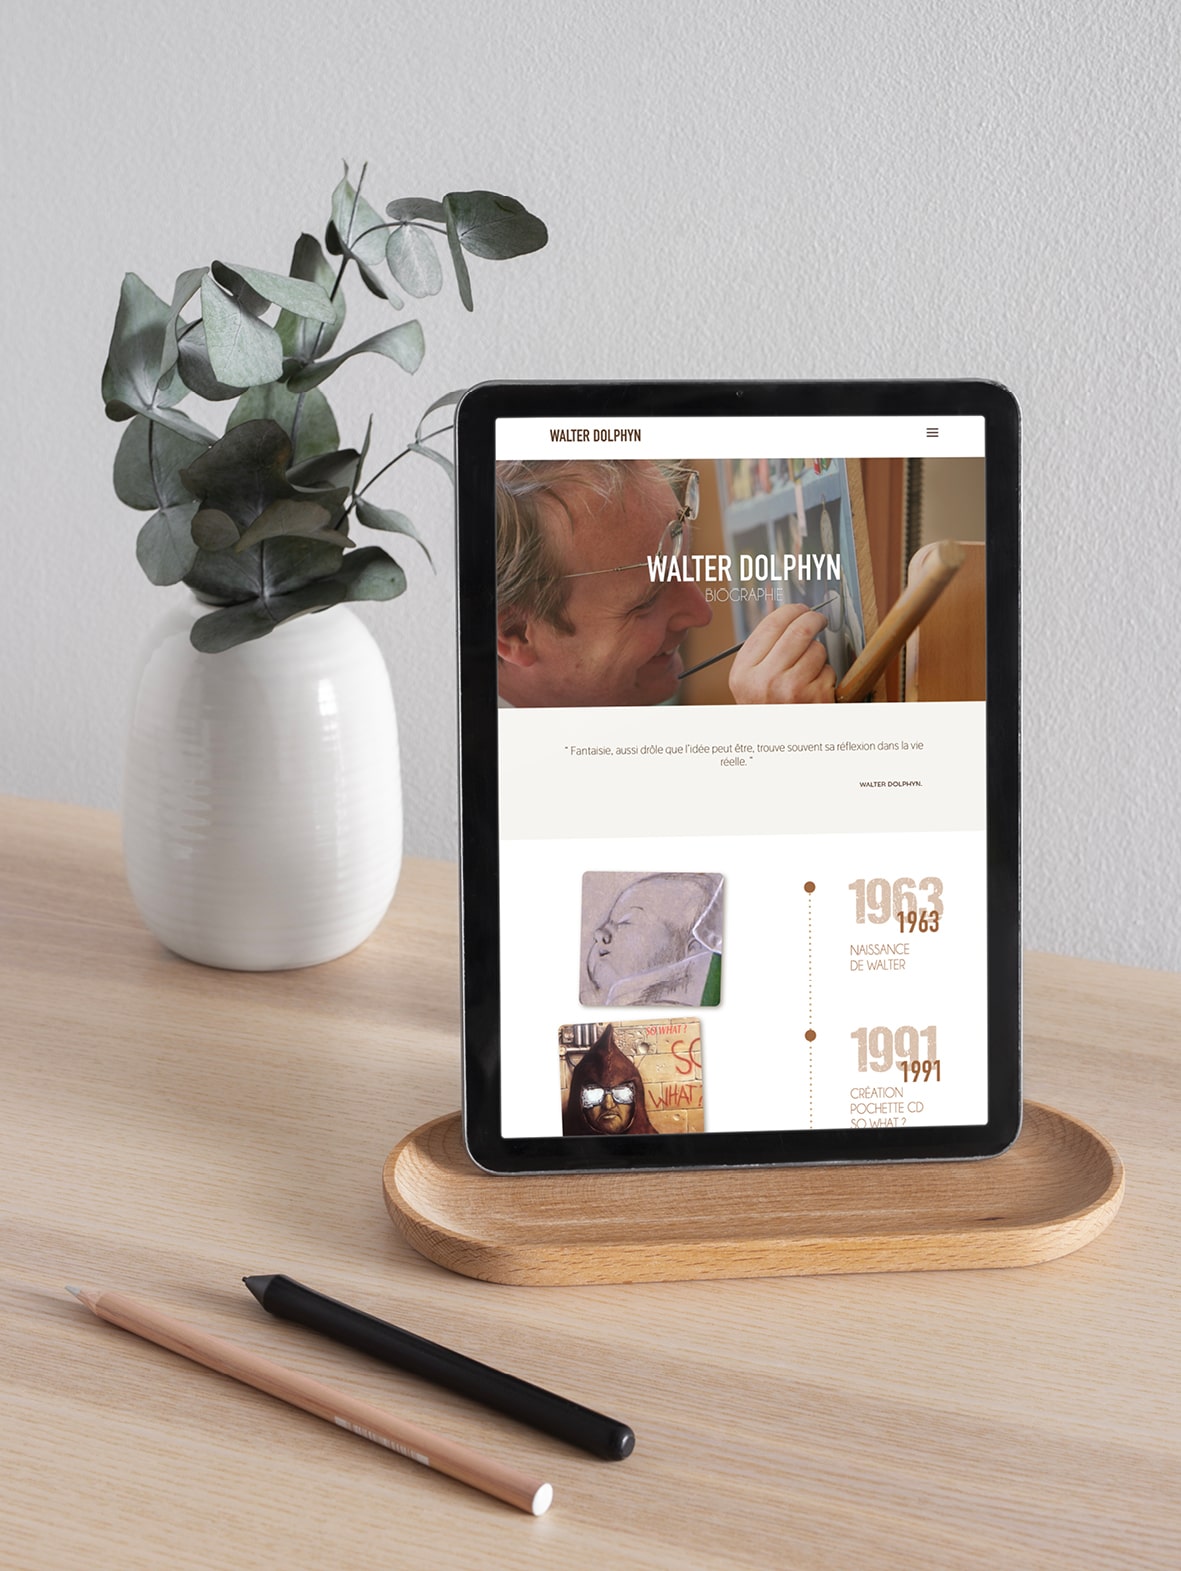 WALTER DOLPHYN
WALTER DOLPHYN
BIOGRAPHIE
" Fantaisie, aussi drôle que l'idée peut être, trouve souvent sa réflexion dans la vie
réelle. "
WALTER DOLPHYN.
1963
1963
NAISSANCE
DE WALTER
SO WHAT ?
SO
WHAT?
1991
1991
CRÉATION
POCHETTE CD
SO WHAT ?